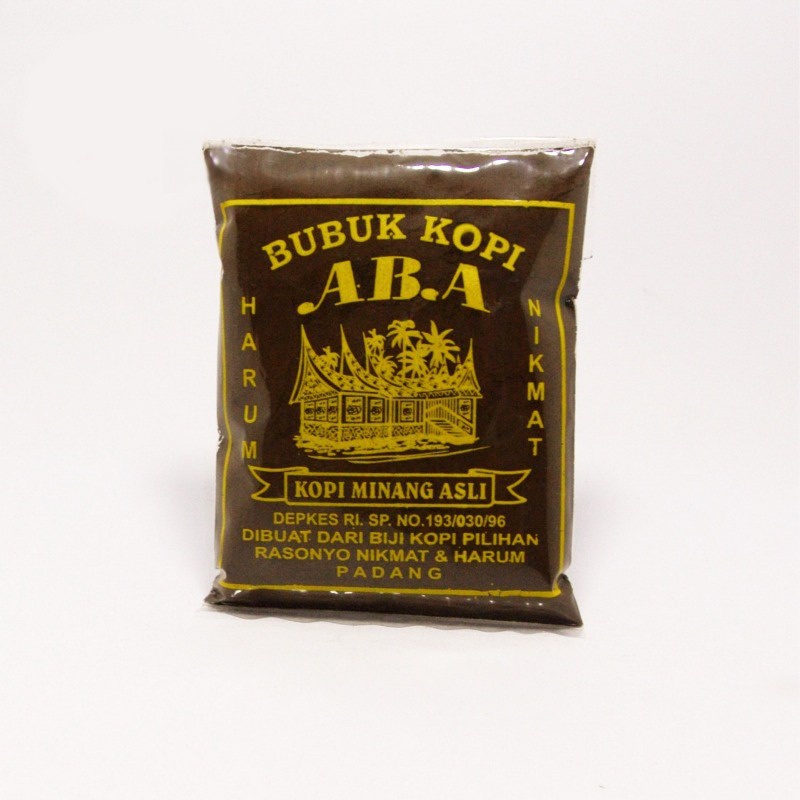 BUBUK KOPI
AB.A
HARUM
NIKMAT
KOPI MINANG ASLI
DEPKES RI. SP. NO.193/030/96
DIBUAT DARI BIJI KOPI PILIHAN
RASONYO NIKMAT & HARUM
PADANG